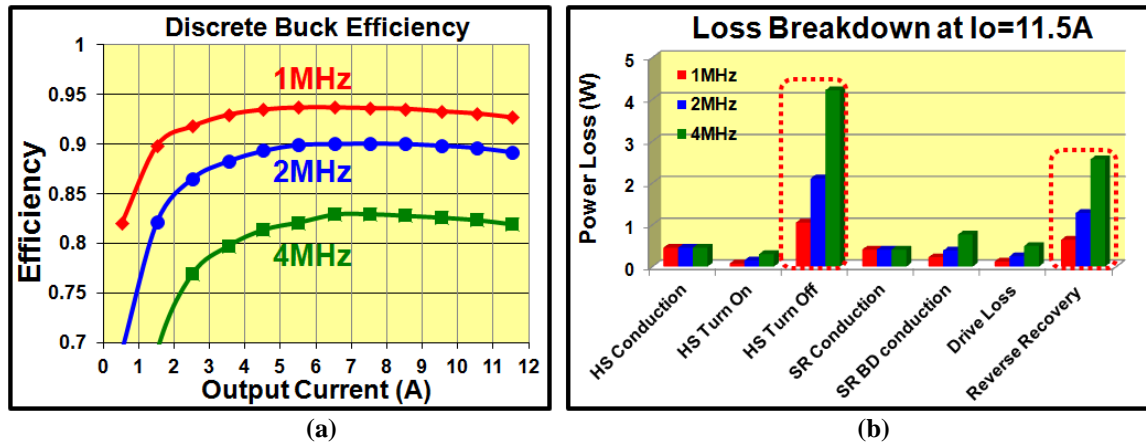 Discrete Buck Efficiency
1
0.95
0.9
0.85
0.8
0.75
0.7
Efficiency
1MHz
2MHz
4MHz
0 1 2 3 4 5 6 7 8 9 10 11 12
Output Current (A)
(a)
Loss Breakdown at Io=11.5A
5
4
3
2
1
0
Power Loss (W)
1MHz
2MHz
4MHz
HS Conduction
HS Turn On
HS Turn Off
SR Conduction
SR BD conduction
Drive Loss
Reverse Recovery
(b)